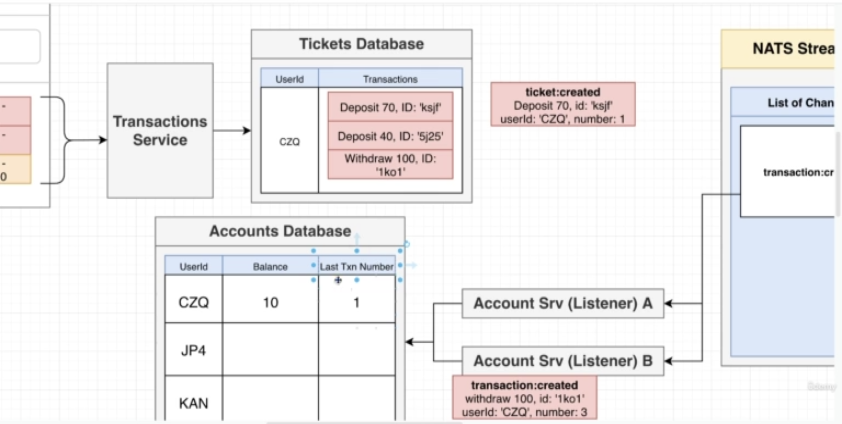 -
-
-
0
Transactions
Service
Tickets Database
UserId
Transactions
CZQ
Deposit 70, ID: 'ksjf'
Deposit 40, ID: '5j25'
Withdraw 100, ID:
'1ko1'
ticket:created
Deposit 70, id: 'ksjf'
userId: 'CZQ', number: 1
NATS Strea
List of Chan
transaction:cr
Accounts Database
UserId
Balance
Last Txn Number
CZQ
10
1
JP4
KAN
Account Srv (Listener) A
Account Srv (Listener) B
transaction:created
withdraw 100, id: '1ko1'
userId: 'CZQ', number: 3